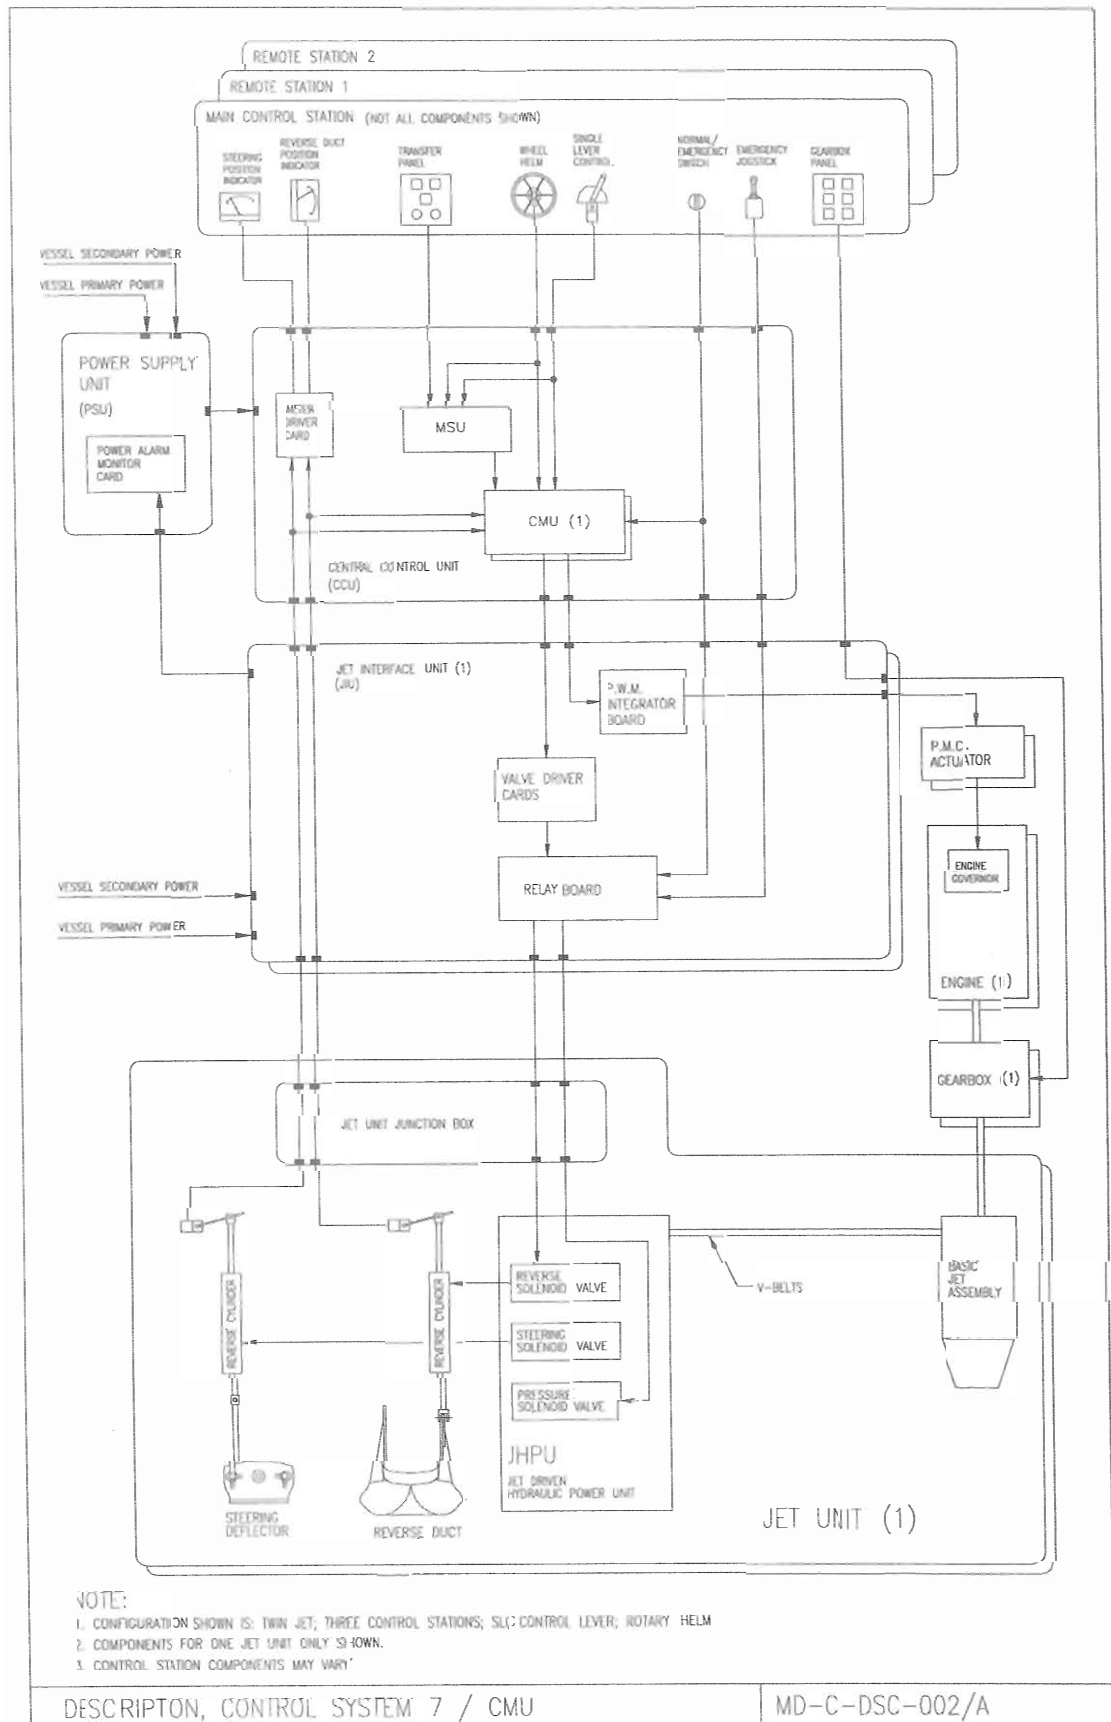 REMOTE STATION 2
REMOTE STATION 1
MAIN CONTROL STATION (NOT ALL COMPONENTS SHOWN)
STEERING
POSITION
INDICATOR
REVERSE DUCT
POSITION
INDICATOR
TRANSFER
PANEL
WHEEL
HELM
SINGLE
LEVER
CONTROL.
NORMAL/
EMERGENCY
SWITCH
EMERGENCY
JOYSTICK
GEARBOX
PANEL
VESSEL SECONDARY POWER
VESSEL PRIMARY POWER
POWER SUPPLY
UNIT
(PSU)
POWER ALARM
MONITOR
CARD
METER
DRIVER
CARD
MSU
CMU (1)
CENTRAL CONTROL UNIT
(CCU)
JET INTERFACE UNIT (1)
(JIU)
P.W.M.
INTEGRATOR
BOARD
P.M.C.
ACTUATOR
VALVE DRIVER
CARDS
ENGINE
GOVERNOR
RELAY BOARD
VESSEL SECONDARY POWER
VESSEL PRIMARY POWER
ENGINE (1)
GEARBOX (1)
JET UNIT JUNCTION BOX
REVERSE CYLINDER
REVERSE CYLINDER
REVERSE
SOLENOID VALVE
STEERING
SOLENOID VALVE
PRESSURE
SOLENOID VALVE
V-BELTS
BASIC
JET
ASSEMBLY
JHPU
JET DRIVEN
HYDRAULIC POWER UNIT
STEERING
DEFLECTOR
REVERSE DUCT
JET UNIT (1)
NOTE:
1. CONFIGURATION SHOWN IS: TWIN JET; THREE CONTROL STATIONS; SLC CONTROL LEVER; ROTARY HELM
2. COMPONENTS FOR ONE JET UNIT ONLY SHOWN.
3. CONTROL STATION COMPONENTS MAY VARY
DESCRIPTON, CONTROL SYSTEM 7 / CMU
MD-C-DSC-002/A